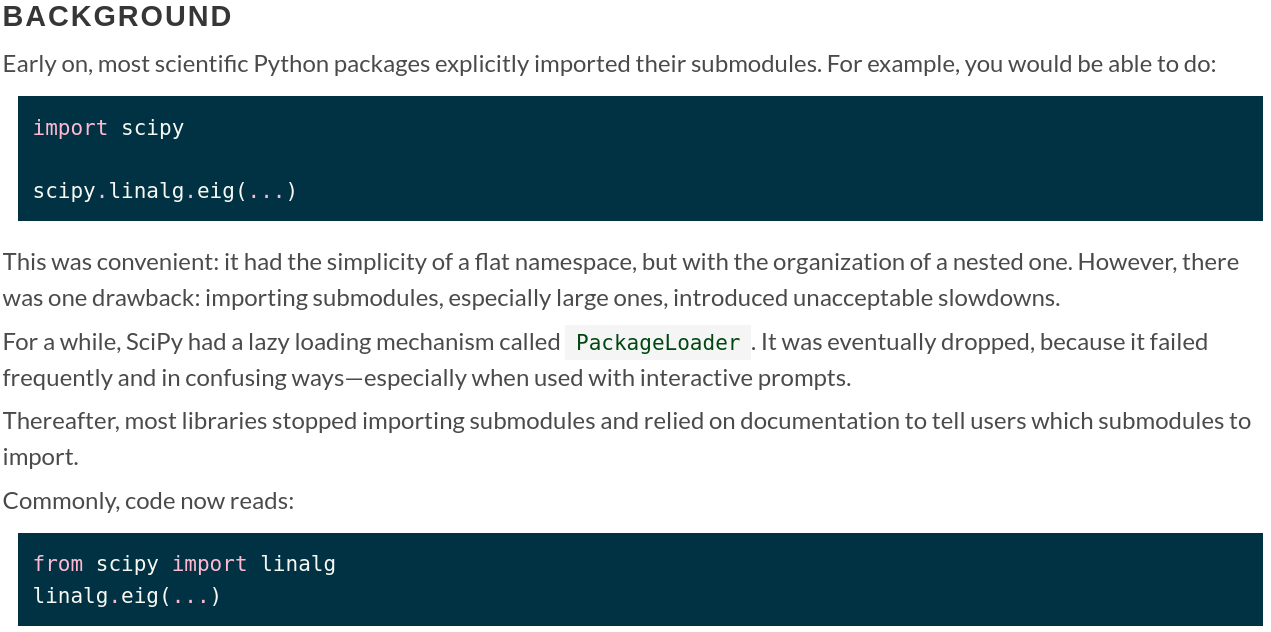 BACKGROUND
Early on, most scientific Python packages explicitly imported their submodules. For example, you would be able to do:
import scipy
scipy.linalg.eig(...)
This was convenient: it had the simplicity of a flat namespace, but with the organization of a nested one. However, there
was one drawback: importing submodules, especially large ones, introduced unacceptable slowdowns.
For a while, SciPy had a lazy loading mechanism called PackageLoader. It was eventually dropped, because it failed
frequently and in confusing ways—especially when used with interactive prompts.
Thereafter, most libraries stopped importing submodules and relied on documentation to tell users which submodules to
import.
Commonly, code now reads:
from scipy import linalg
linalg.eig(...)